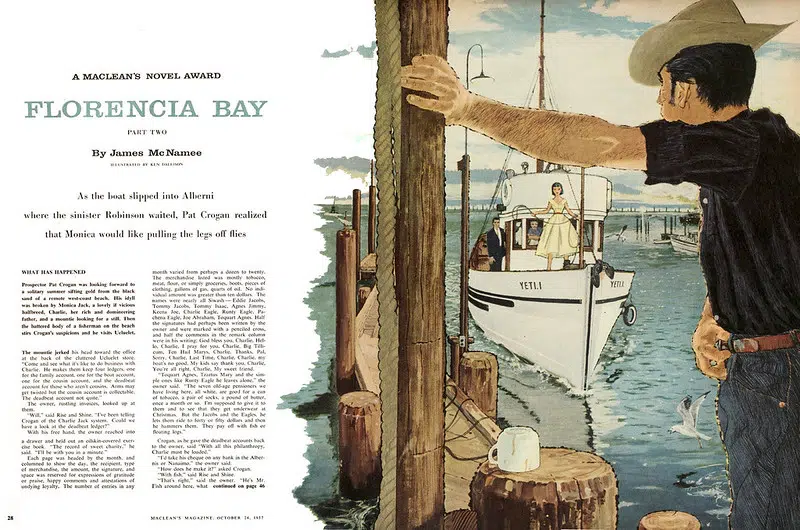 A MACLEAN'S NOVEL AWARD
FLORENCIA BAY
PART TWO
By James McNamee
ILLUSTRATED BY KEN DALLISON
As the boat slipped into Alberni
where the sinister Robinson waited, Pat Crogan realized
that Monica would like pulling the legs off flies
WHAT HAS HAPPENED
Prospector Pat Crogan was looking forward to
a solitary summer sifting gold from the black
sand of a remote west-coast beach. His idyll
was broken by Monica Jack, a lovely if vicious
halfbreed, Charlie, her rich and domineering
father, and a mountie looking for a still. Then
the battered body of a fisherman on the beach
stirs Crogan's suspicions and he visits Ucluelet.
The mountie jerked his head toward the office
at the back of the cluttered Ucluelet store.
"Come and see what it's like to do business with
Charlie. He makes them keep four ledgers, one
for the family account, one for the boat account,
one for the cousin account, and the deadbeat
account for those who aren't cousins. Arms may
get twisted but the cousin account is collectable.
The deadbeat account not quite."
The owner, rustling invoices, looked up at
them.
"Will," said Rise and Shine, "I've been telling
Crogan of the Charlie Jack system. Could we
have a look at the deadbeat ledger?"
With his free hand, the owner reached into
a drawer and held out an oilskin-covered exer-
cise book. "The record of sweet charity," he
said. "I'll be with you in a minute."
Each page was headed by the month, and
columned to show the day, the recipient, type
of merchandise, the amount, the signature, and
space was reserved for expressions of gratitude
or praise, happy comments and attestations of
undying loyalty. The number of entries in any
month varied from perhaps a dozen to twenty.
The merchandise listed was mostly tobacco,
meat, flour, or simply groceries, boots, pieces of
clothing, gallons of gas, quarts of oil. No indi-
vidual amount was greater than ten dollars. The
names were nearly all Siwash—Eddie Jacobs,
Tommy Jacobs, Tommy Isaac, Agnes Jimmy,
Keeta Joe, Charlie Eagle, Rusty Eagle, Pa-
chena Eagle, Joe Abraham, Toquart Agnes. Half
the signatures had perhaps been written by the
owner and were marked with a penciled cross,
and half the comments in the remark column
were in his writing: God bless you, Charlie, Hel-
lo, Charlie, I pray for you, Charlie, Big Tilli-
cum, Ten Hail Marys, Charlie, Thanks, Pal,
Sorry, Charlie, Last Time, Charlie, Charlie, my
boat's no good, My kids say thank you, Charlie,
You're all right, Charlie, My sweet friend.
"Toquart Agnes, Tzartus Mary and the sim-
ple ones like Rusty Eagle he leaves alone," the
owner said. "The seven old-age pensioners we
have living here, all white, are good for a can
of tobacco, a pair of socks, a pound of butter,
once a month or so. I'm supposed to give it to
them and to see that they get underwear at
Christmas. But the Jacobs and the Eagles, he
lets them ride to forty or fifty dollars and then
he hammers them. They pay off with fish or
floating logs."
Crogan, as he gave the deadbeat accounts back
to the owner, said "With all this philanthropy,
Charlie must be loaded."
"I'd take his cheque on any bank in the Alber-
nis or Nanaimo," the owner said.
"How does he make it?" asked Crogan.
"With fish," said Rise and Shine.
"That's right," said the owner. "He's Mr.
Fish around here, what continued on page 46
28
MACLEAN'S MAGAZINE, OCTOBER 26, 1957
YETI.1
YETI.